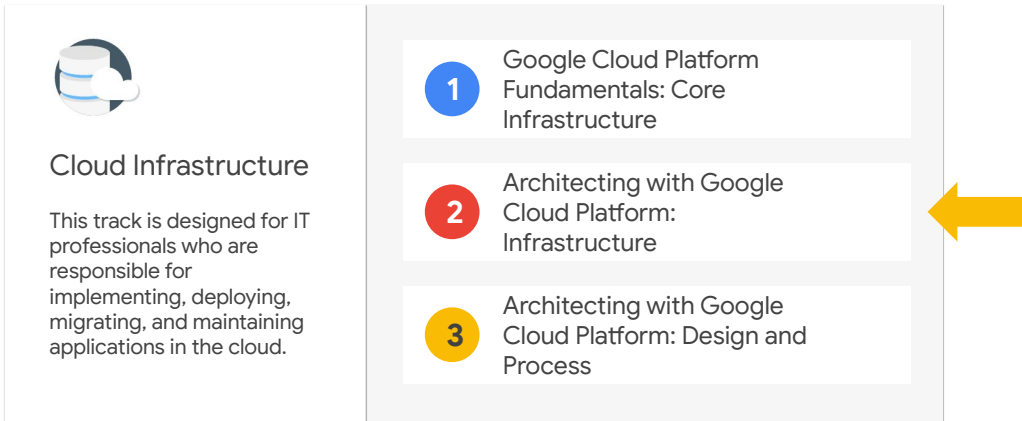 Cloud Infrastructure
This track is designed for IT
professionals who are
responsible for
implementing, deploying,
migrating, and maintaining
applications in the cloud.
1
Google Cloud Platform
Fundamentals: Core
Infrastructure
2
Architecting with Google
Cloud Platform:
Infrastructure
3
Architecting with Google
Cloud Platform: Design and
Process